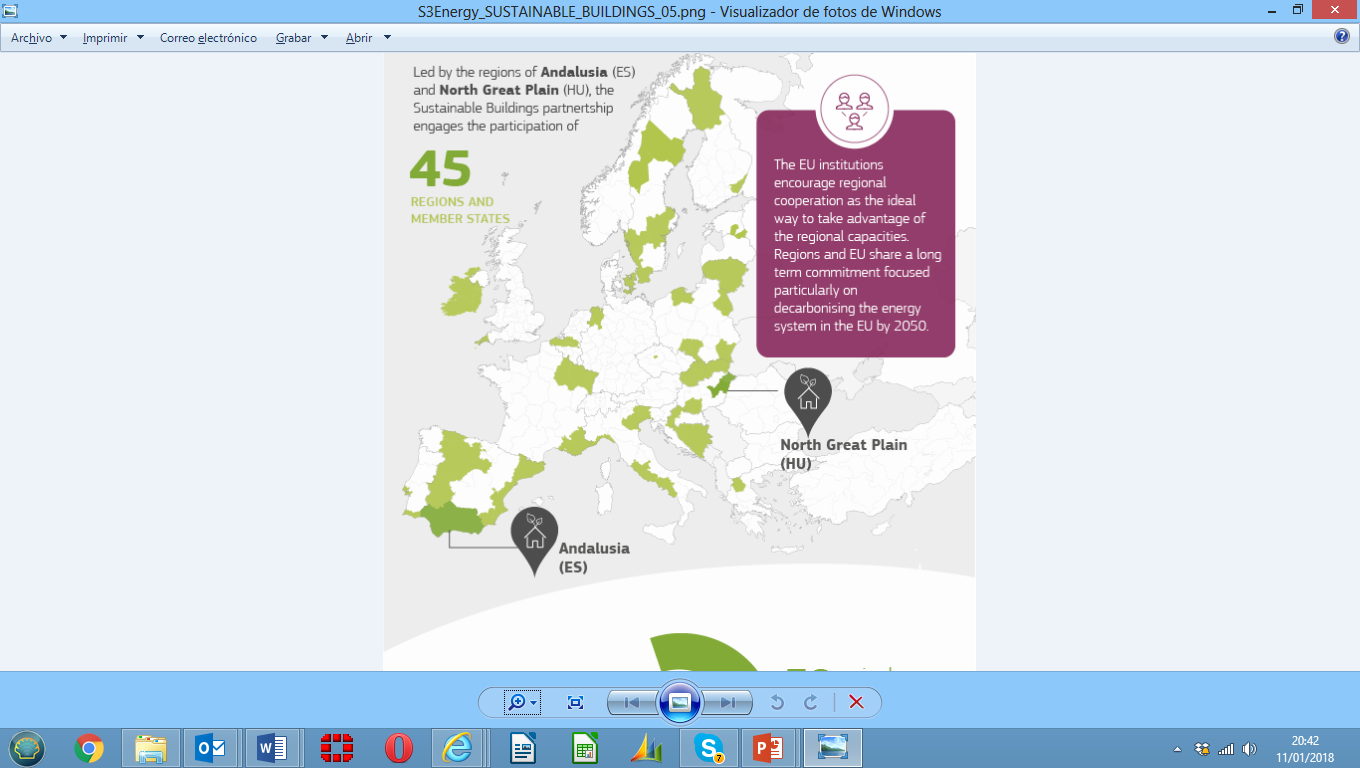 S3Energy_SUSTAINABLE_BUILDINGS_05.png - Visualizador de fotos de Windows
Archivo Imprimir Correo electrónico Grabar Abrir
Led by the regions of Andalusia (ES)
and North Great Plain (HU), the
Sustainable Buildings partnertship
engages the participation of
45
REGIONS AND
MEMBER STATES
The EU institutions
encourage regional
cooperation as the ideal
way to take advantage of
the regional capacities.
Regions and EU share a long
term commitment focused
particularly on
decarbonising the energy
system in the EU by 2050.
North Great Plain
(HU)
Andalusia
(ES)
20:42
11/01/2018